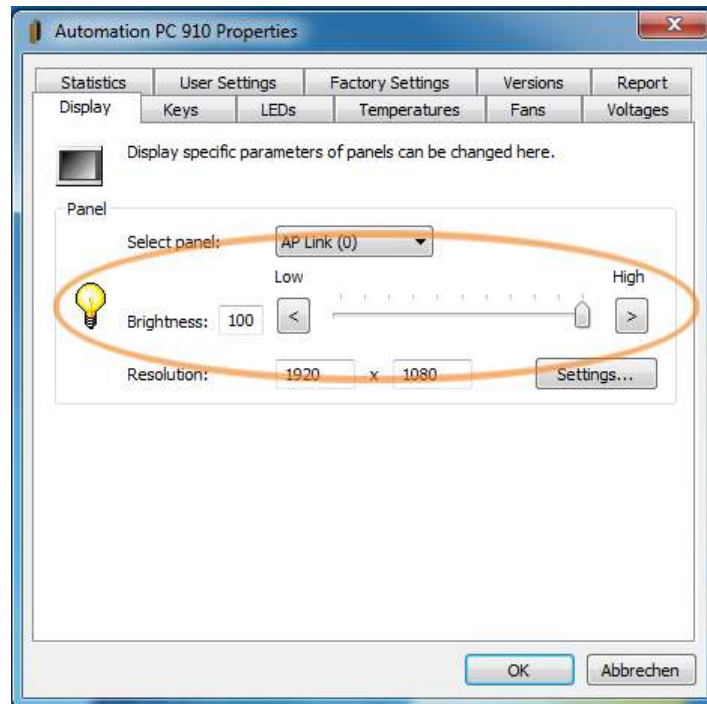 Automation PC 910 Properties
Statistics User Settings Factory Settings Versions Report
Display Keys LEDs Temperatures Fans Voltages
Display specific parameters of panels can be changed here.
Panel
Select panel: AP Link (0)
Low High
Brightness: 100 < >
Resolution: 1920 x 1080 Settings...
OK Abbrechen